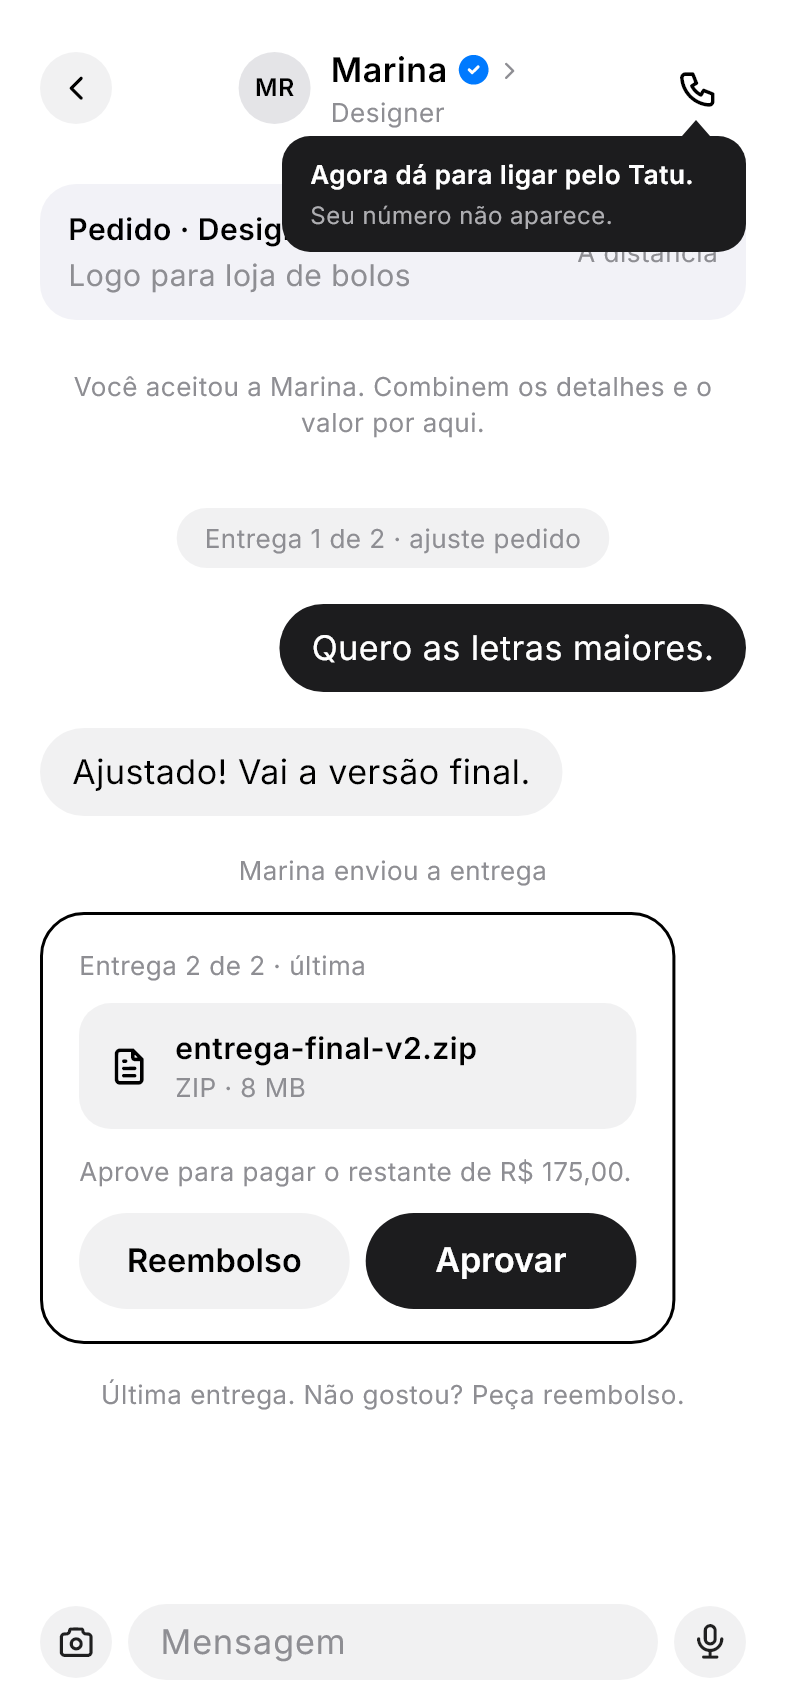 MR
Marina
Designer
Agora dá para ligar pelo Tatu.
Seu número não aparece.
Pedido · Desig
Logo para loja de bolos
A distância
Você aceitou a Marina. Combinem os detalhes e o
valor por aqui.
Entrega 1 de 2 · ajuste pedido
Quero as letras maiores.
Ajustado! Vai a versão final.
Marina enviou a entrega
Entrega 2 de 2 · última
entrega-final-v2.zip
ZIP · 8 MB
Aprove para pagar o restante de R$ 175,00.
Reembolso
Aprovar
Última entrega. Não gostou? Peça reembolso.
Mensagem